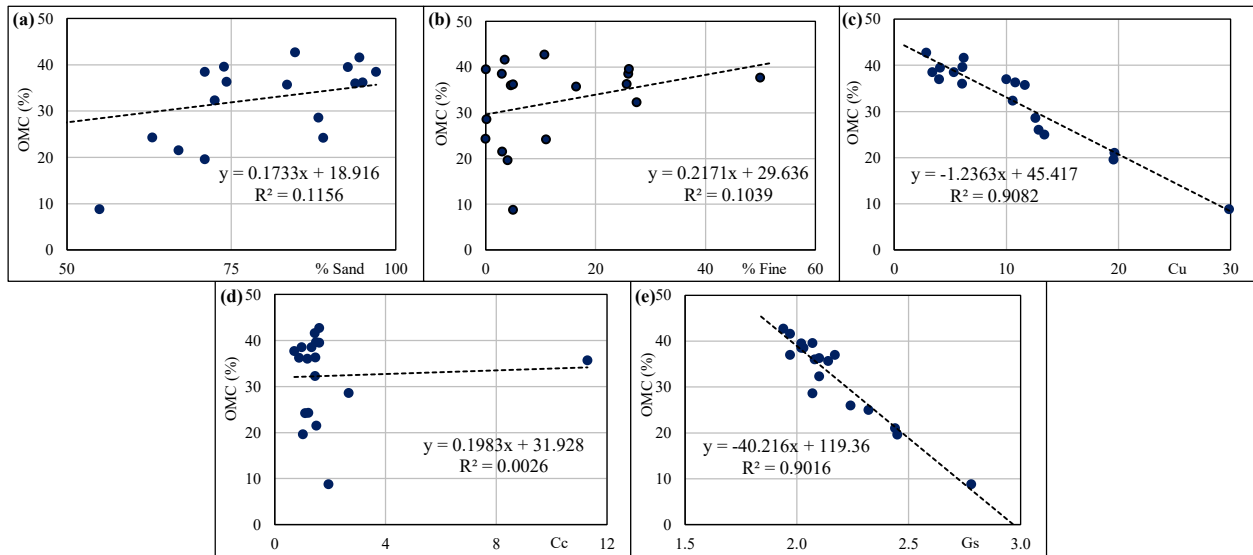 (a)
OMC (%)
50
40
30
20
10
0
y = 0.1733x + 18.916
R² = 0.1156
50
75
% Sand
100
(b)
OMC (%)
50
40
30
20
10
0
y = 0.2171x + 29.636
R² = 0.1039
0
20
40
% Fine
60
(c)
OMC (%)
50
40
30
20
10
0
y = -1.2363x + 45.417
R² = 0.9082
0
10
20
Cu
30
(d)
OMC (%)
50
40
30
20
10
0
y = 0.1983x + 31.928
R² = 0.0026
0
4
8
Cc
12
(e)
OMC (%)
50
40
30
20
10
0
y = -40.216x + 119.36
R² = 0.9016
1.5
2.0
2.5
Gs
3.0